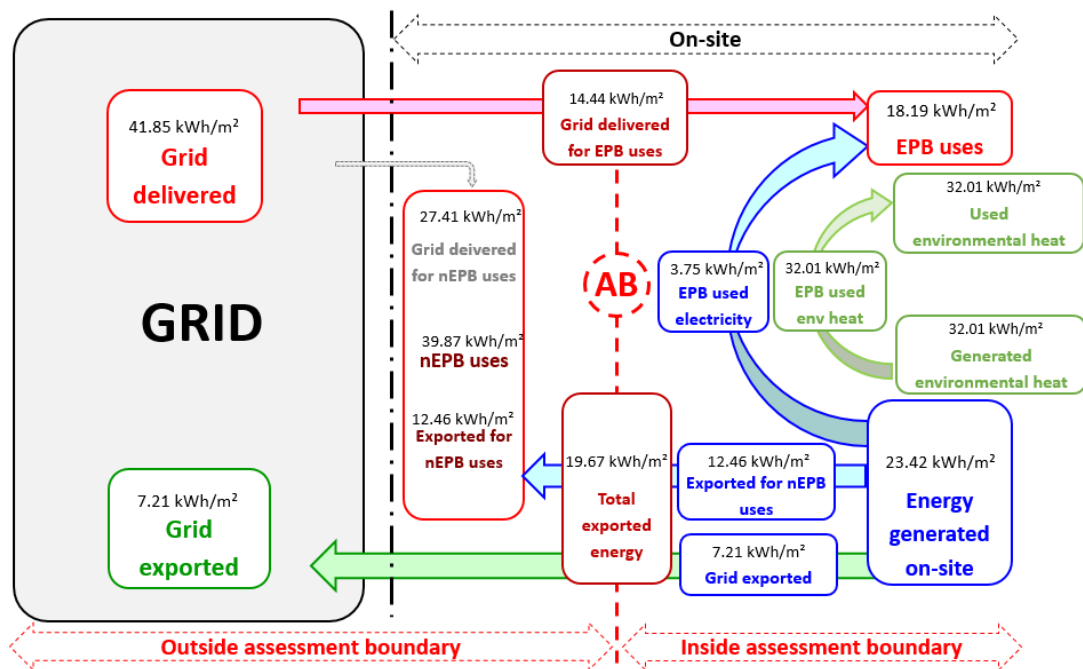 On-site
41.85 kWh/m²
Grid
delivered
14.44 kWh/m²
Grid delivered
for EPB uses
18.19 kWh/m²
EPB uses
27.41 kWh/m²
Grid deivered
for nEPB uses
39.87 kWh/m²
nEPB uses
12.46 kWh/m²
Exported for
nEPB uses
GRID
AB
3.75 kWh/m²
EPB used
electricity
32.01 kWh/m²
EPB used
env heat
32.01 kWh/m²
Used
environmental heat
32.01 kWh/m²
Generated
environmental heat
7.21 kWh/m²
Grid
exported
19.67 kWh/m²
Total
exported
energy
12.46 kWh/m²
Exported for nEPB
uses
7.21 kWh/m²
Grid exported
23.42 kWh/m²
Energy
generated
on-site
Outside assessment boundary
Inside assessment boundary